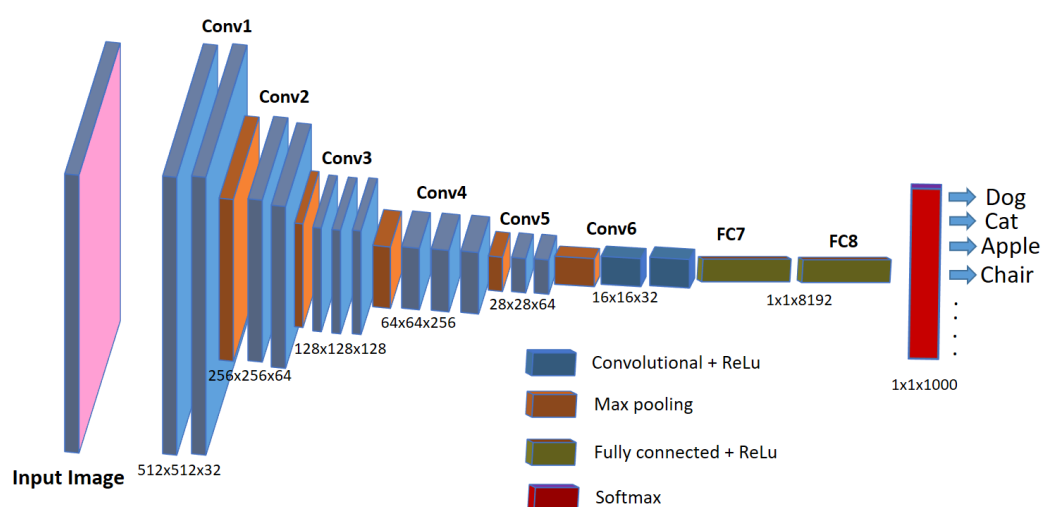 Conv1
Conv2
Conv3
Conv4
Conv5
Conv6
FC7
FC8
Dog
Cat
Apple
Chair
28x28x64
16x16x32
1x1x8192
64x64x256
128x128x128
256x256x64
1x1x1000
512x512x32
Input Image
Convolutional + ReLu
Max pooling
Fully connected + ReLu
Softmax